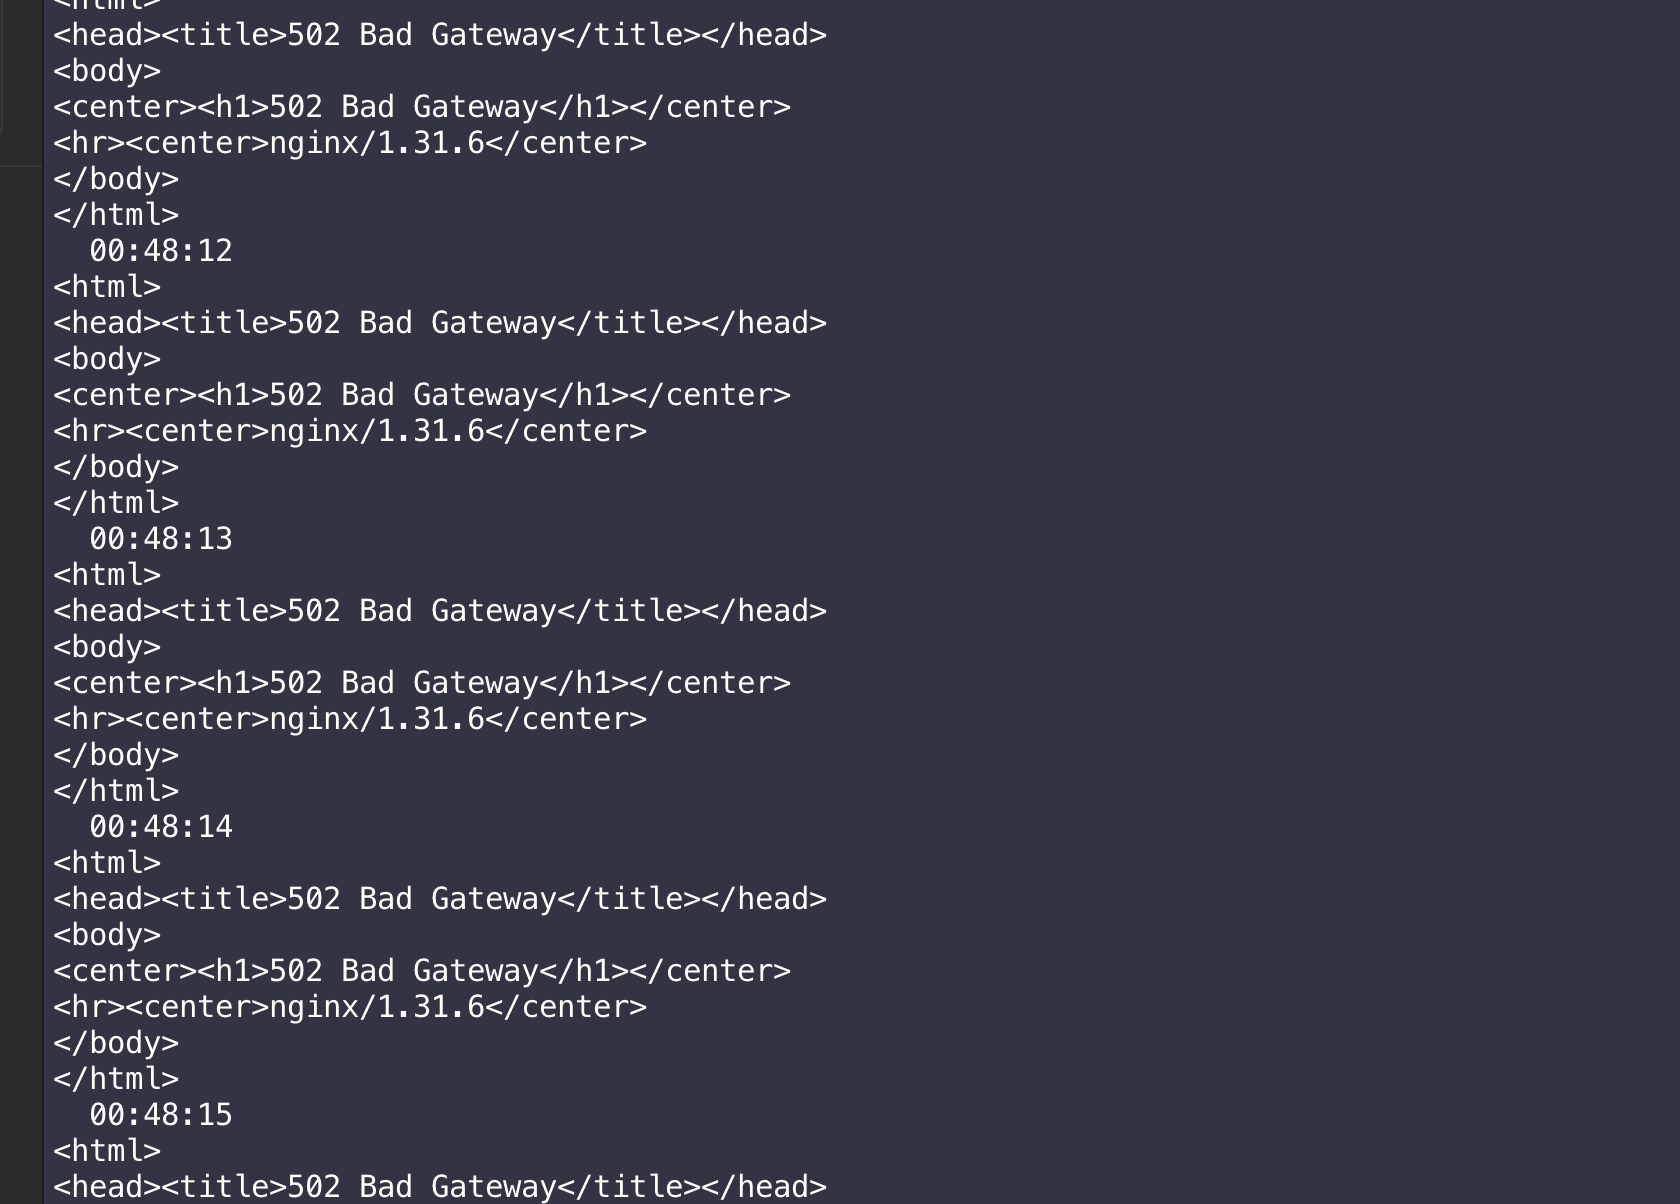 <html>
<head><title>502 Bad Gateway</title></head>
<body>
<center><h1>502 Bad Gateway</h1></center>
<hr><center>nginx/1.31.6</center>
</body>
</html>
  00:48:12
<html>
<head><title>502 Bad Gateway</title></head>
<body>
<center><h1>502 Bad Gateway</h1></center>
<hr><center>nginx/1.31.6</center>
</body>
</html>
  00:48:13
<html>
<head><title>502 Bad Gateway</title></head>
<body>
<center><h1>502 Bad Gateway</h1></center>
<hr><center>nginx/1.31.6</center>
</body>
</html>
  00:48:14
<html>
<head><title>502 Bad Gateway</title></head>
<body>
<center><h1>502 Bad Gateway</h1></center>
<hr><center>nginx/1.31.6</center>
</body>
</html>
  00:48:15
<html>
<head><title>502 Bad Gateway</title></head>